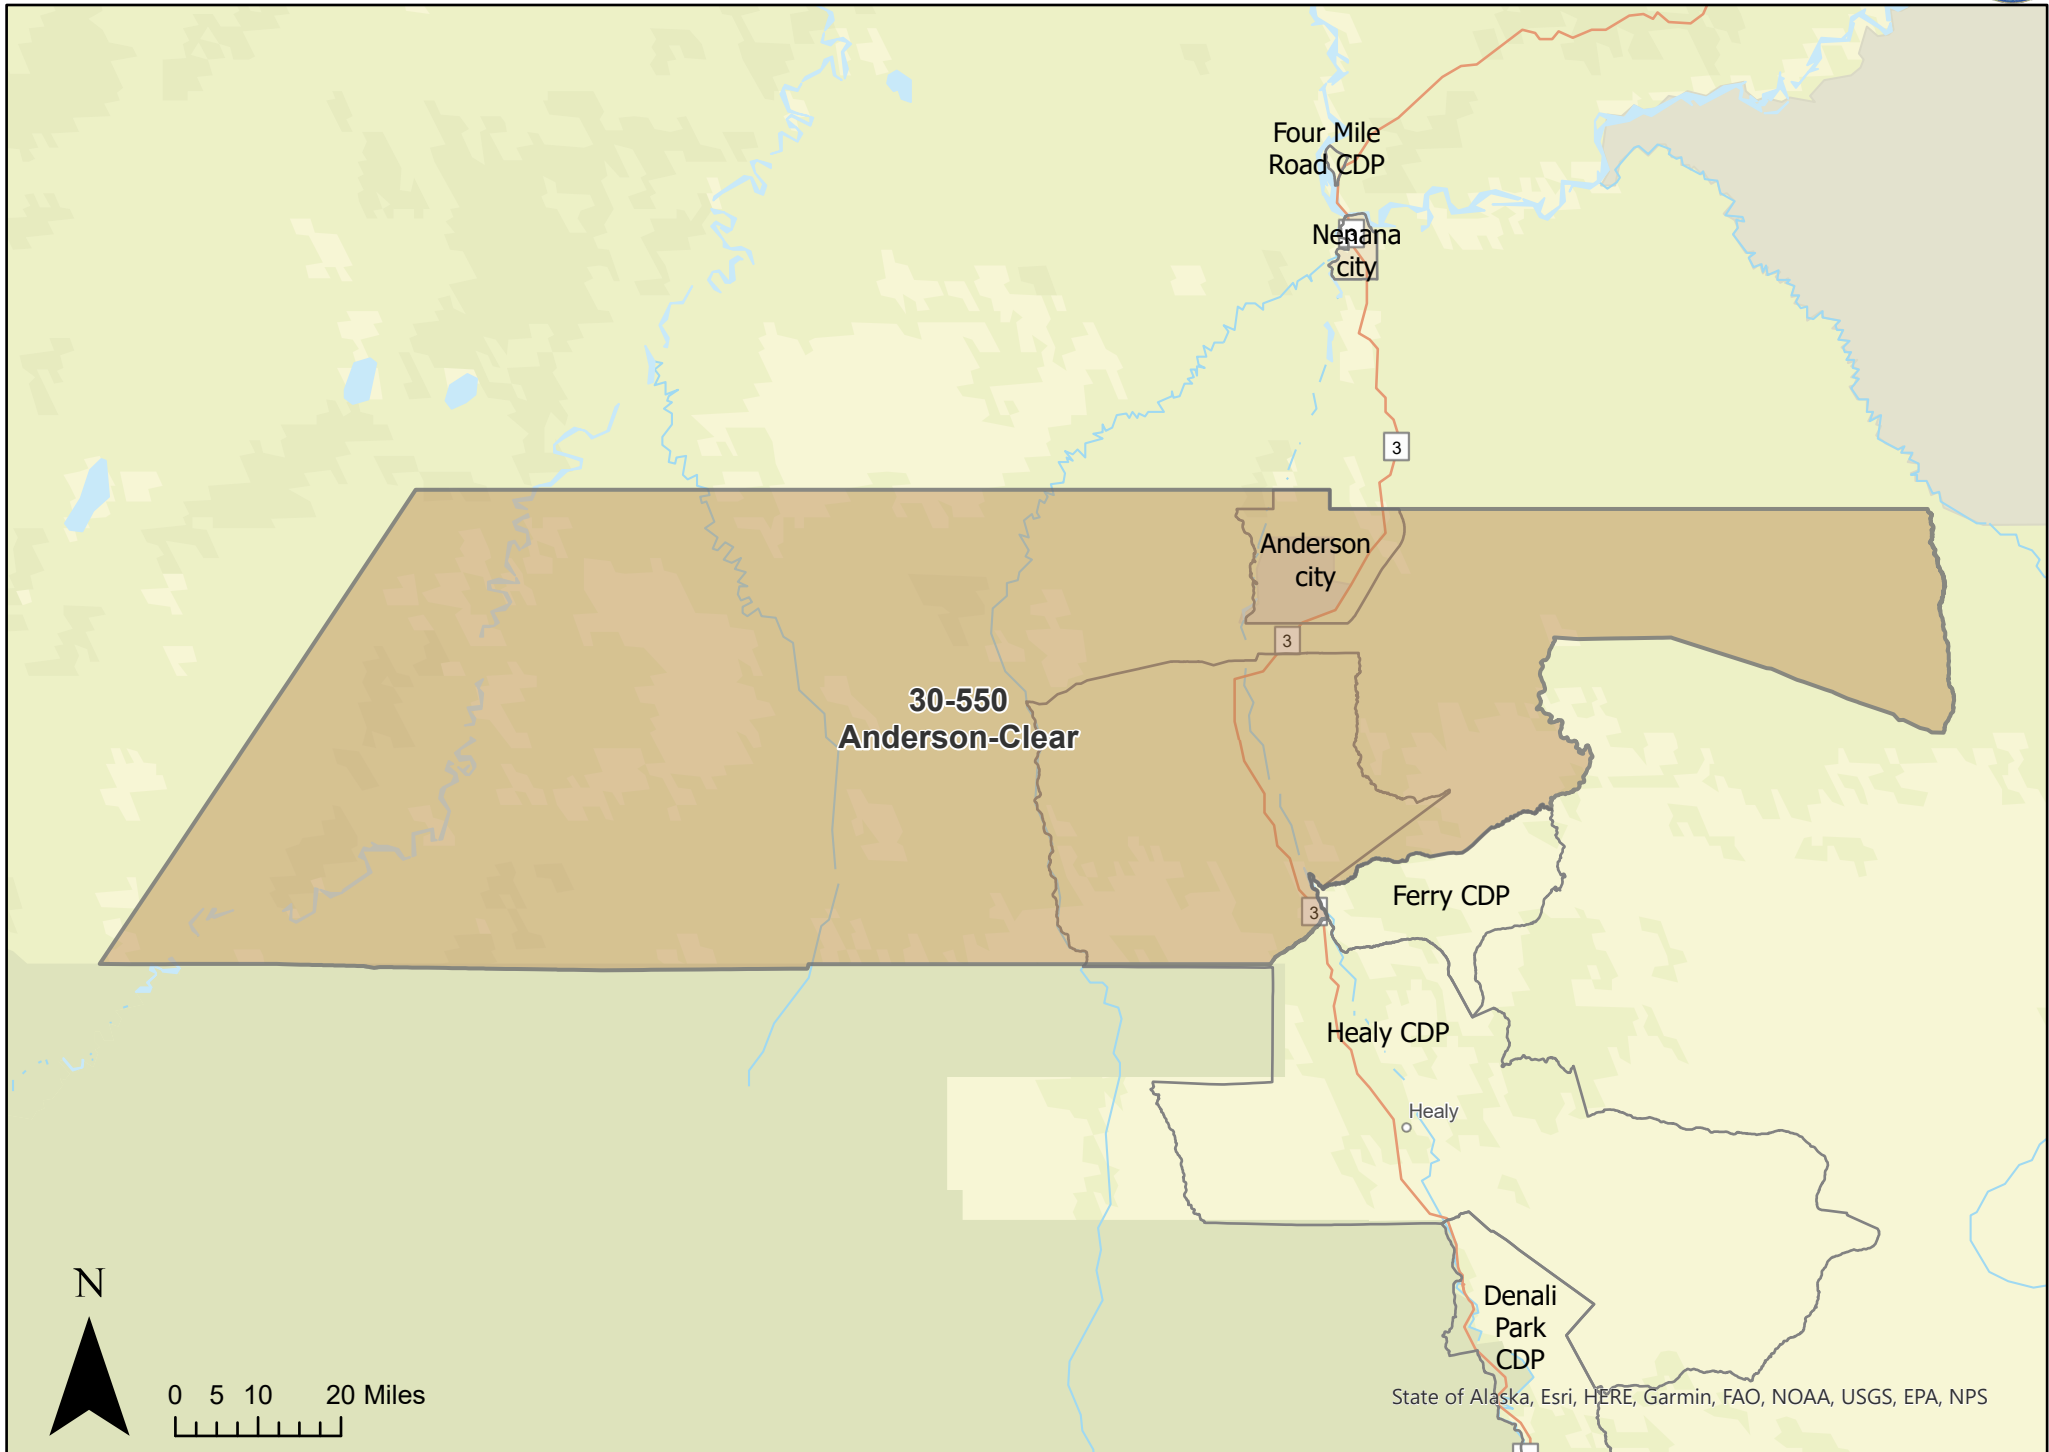 Four Mile
Road CDP
3
Nenana
city
3
Anderson
city
3
30-550
Anderson-Clear
Ferry CDP
3
Healy CDP
Healy
Denali
Park
CDP
N
0 5 10 20 Miles
State of Alaska, Esri, HERE, Garmin, FAO, NOAA, USGS, EPA, NPS